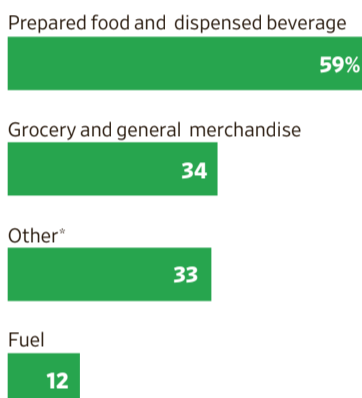 Prepared food and dispensed beverage
59%
Grocery and general merchandise
34
Other*
33
Fuel
12